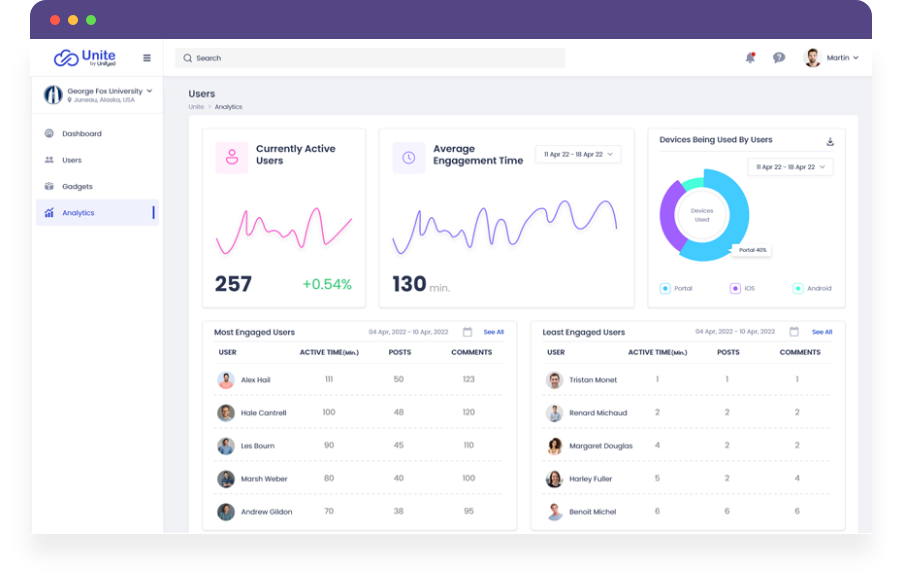 Unite
by Unifyed
Search
Martin
George Fox University
Juneau, Alaska, USA
Dashboard
Users
Gadgets
Analytics
Users
Unite > Analytics
Currently Active
Users
257
+0.54%
Average
Engagement Time
11 Apr 22 - 18 Apr 22
130 min.
Devices Being Used By Users
11 Apr 22 - 18 Apr 22
Devices
Used
Portal 40%
Portal
iOS
Android
Most Engaged Users
04 Apr, 2022 - 10 Apr, 2022
See All
USER ACTIVE TIME(Min.) POSTS COMMENTS
Alex Hail 111 50 123
Hale Cantrell 100 48 120
Les Bourn 90 45 110
Marsh Weber 80 40 100
Andrew Gildon 70 38 95
Least Engaged Users
04 Apr, 2022 - 10 Apr, 2022
See All
USER ACTIVE TIME(Min.) POSTS COMMENTS
Tristan Monet 1 1 1
Renard Michaud 2 2 2
Margaret Douglas 4 2 2
Harley Fuller 5 2 4
Benoit Michel 6 6 6